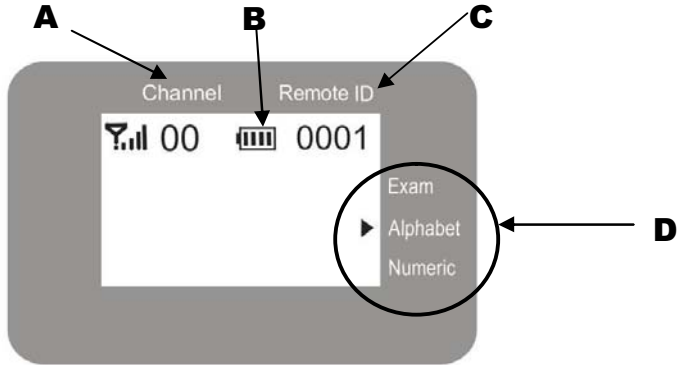 A B C
Channel Remote ID
00 0001
Exam
Alphabet D
Numeric